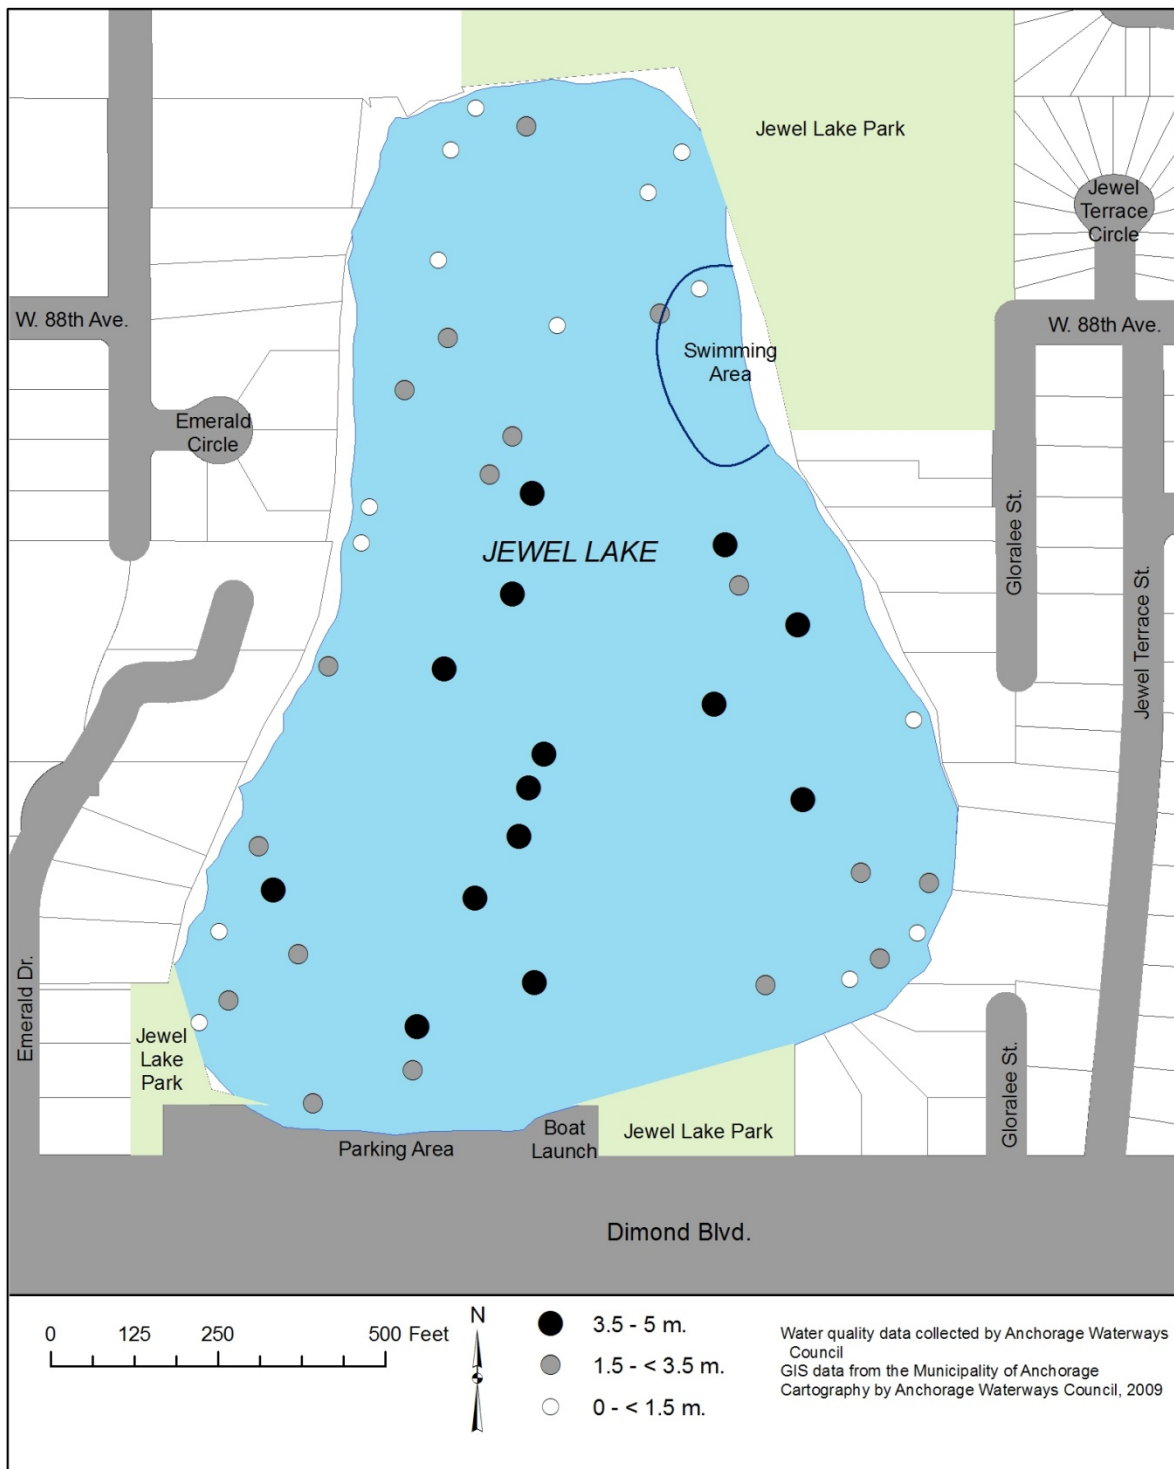 Jewel Lake Park
Jewel
Terrace
Circle
W. 88th Ave.
W. 88th Ave.
Swimming
Area
Emerald
Circle
Gloralee St.
JEWEL LAKE
Jewel Terrace St.
Emerald Dr.
Jewel
Lake
Park
Gloralee St.
Parking Area
Boat
Launch
Jewel Lake Park
Dimond Blvd.
0 125 250 500 Feet
N
3.5 - 5 m.
1.5 - < 3.5 m.
0 - < 1.5 m.
Water quality data collected by Anchorage Waterways
Council
GIS data from the Municipality of Anchorage
Cartography by Anchorage Waterways Council, 2009